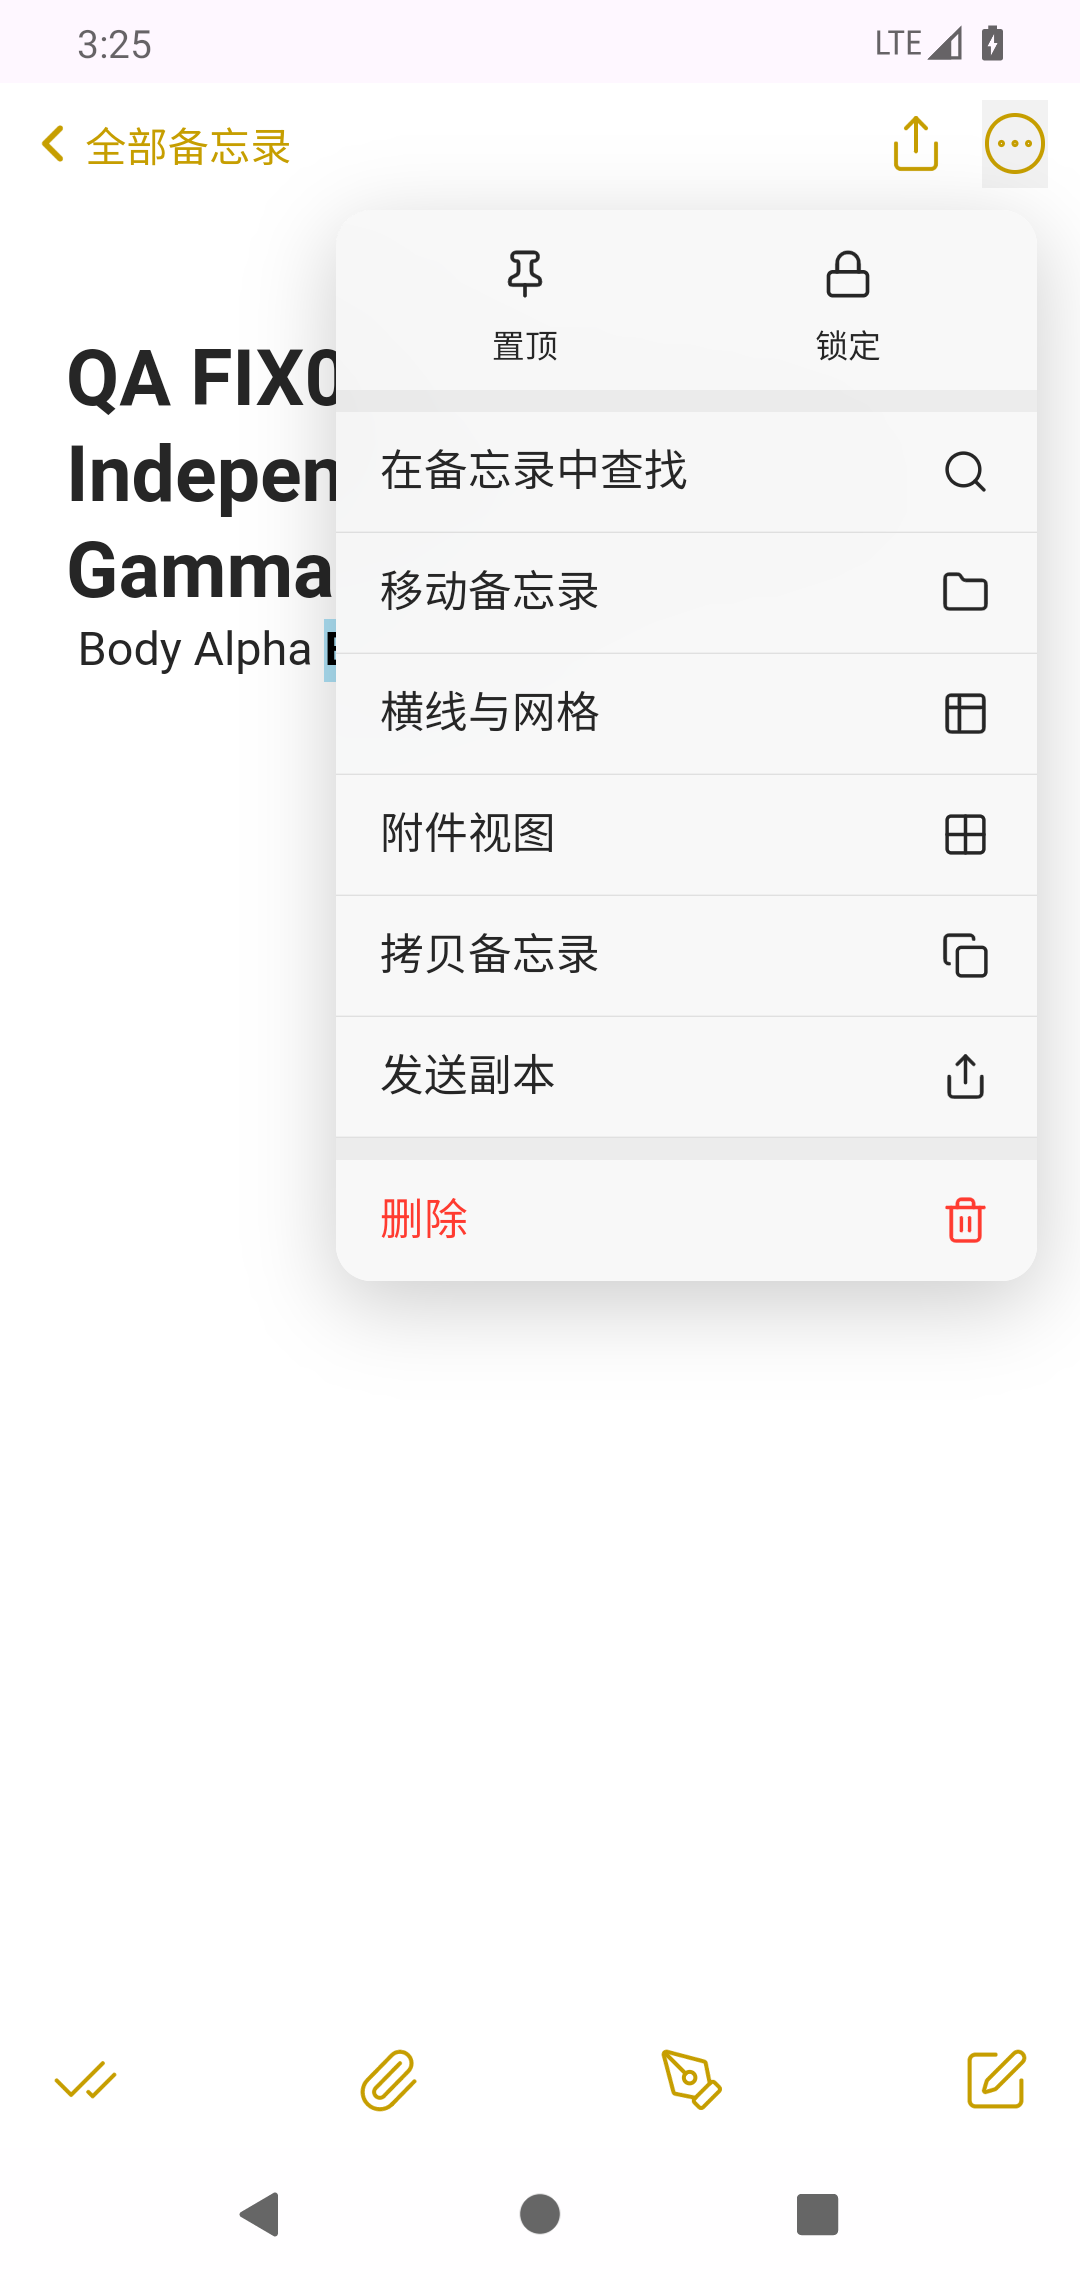 3:25
LTE
全部备忘录
置顶
锁定
QA FIX0
Indepen
Gamma
Body Alpha
在备忘录中查找
移动备忘录
横线与网格
附件视图
拷贝备忘录
发送副本
删除